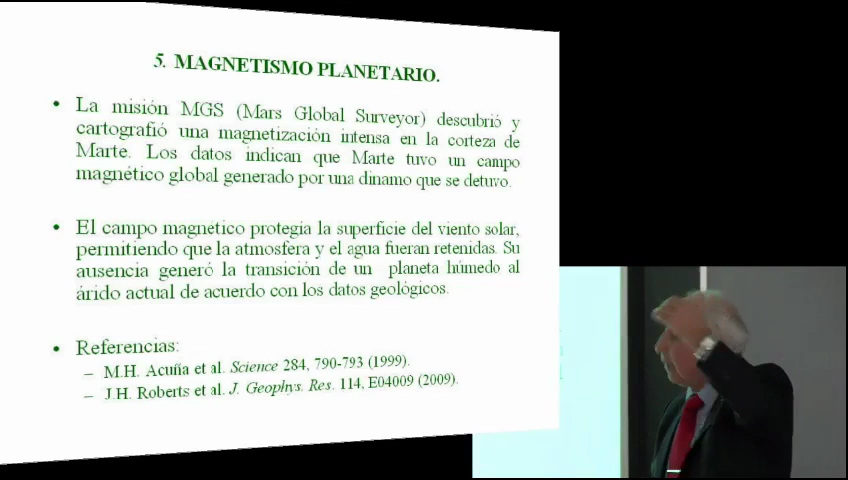 5. MAGNETISMO PLANETARIO.
• La misión MGS (Mars Global Surveyor) descubrió y
cartografió una magnetización intensa en la corteza de
Marte. Los datos indican que Marte tuvo un campo
magnético global generado por una dinamo que se detuvo.
• El campo magnético protegía la superficie del viento solar,
permitiendo que la atmosfera y el agua fueran retenidas. Su
ausencia generó la transición de un planeta húmedo al
árido actual de acuerdo con los datos geológicos.
• Referencias:
– M.H. Acuña et al. Science 284, 790-793 (1999).
– J.H. Roberts et al. J. Geophys. Res. 114, E04009 (2009).